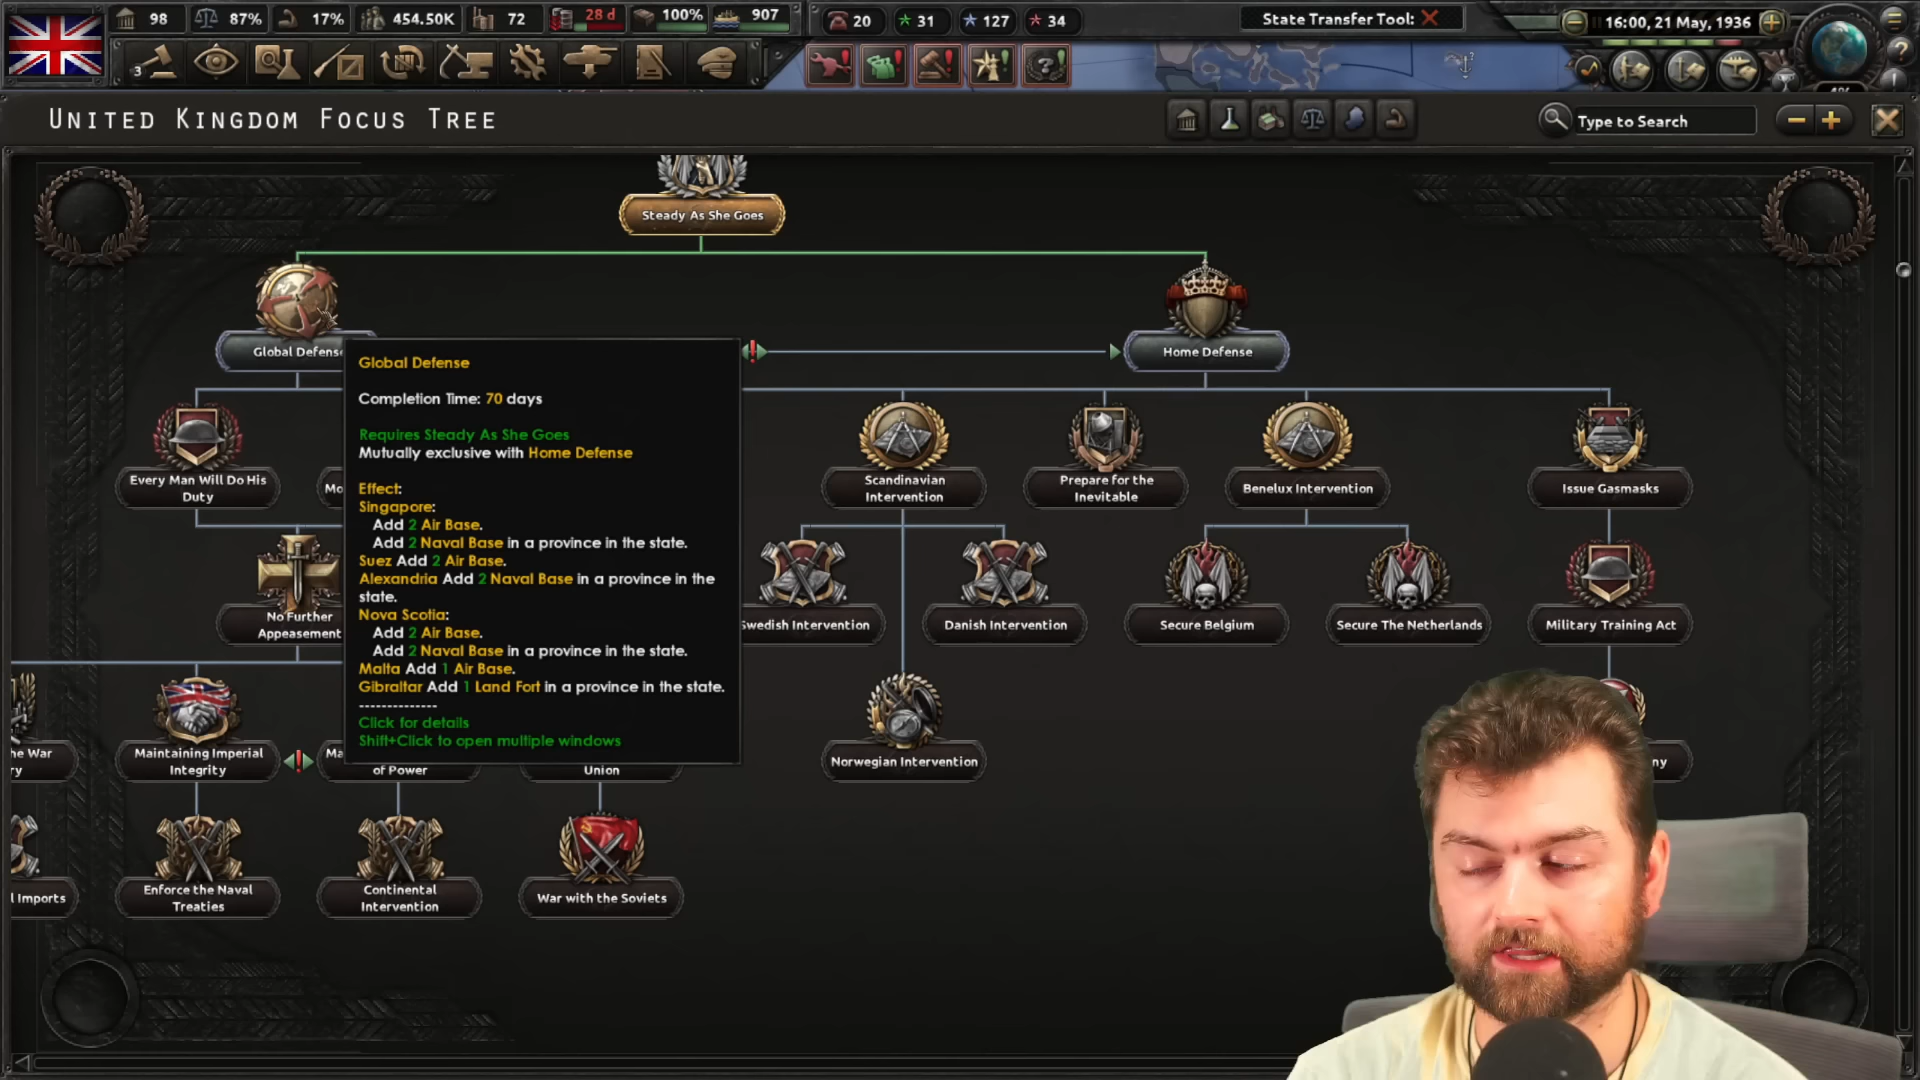 98
87%
17%
454.50K
72
28 d
100%
907
20
31
127
34
State Transfer Tool:
16:00, 21 May, 1936
3
United Kingdom Focus Tree
Type to Search
Steady As She Goes
Global Defense
Home Defense
Global Defense
Completion Time: 70 days
Requires Steady As She Goes
Mutually exclusive with Home Defense
Effect:
Singapore:
Add 2 Air Base.
Add 2 Naval Base in a province in the state.
Suez Add 2 Air Base.
Alexandria Add 2 Naval Base in a province in the
state.
Nova Scotia:
Add 2 Air Base.
Add 2 Naval Base in a province in the state.
Malta Add 1 Air Base.
Gibraltar Add 1 Land Fort in a province in the state.
--------------
Click for details
Shift+Click to open multiple windows
Every Man Will Do His
Duty
Mo
Scandinavian
Intervention
Prepare for the
Inevitable
Benelux Intervention
Issue Gasmasks
No Further
Appeasement
Swedish Intervention
Danish Intervention
Secure Belgium
Secure The Netherlands
Military Training Act
he War
ry
Maintaining Imperial
Integrity
Ma
of Power
Union
Norwegian Intervention
ny
l Imports
Enforce the Naval
Treaties
Continental
Intervention
War with the Soviets